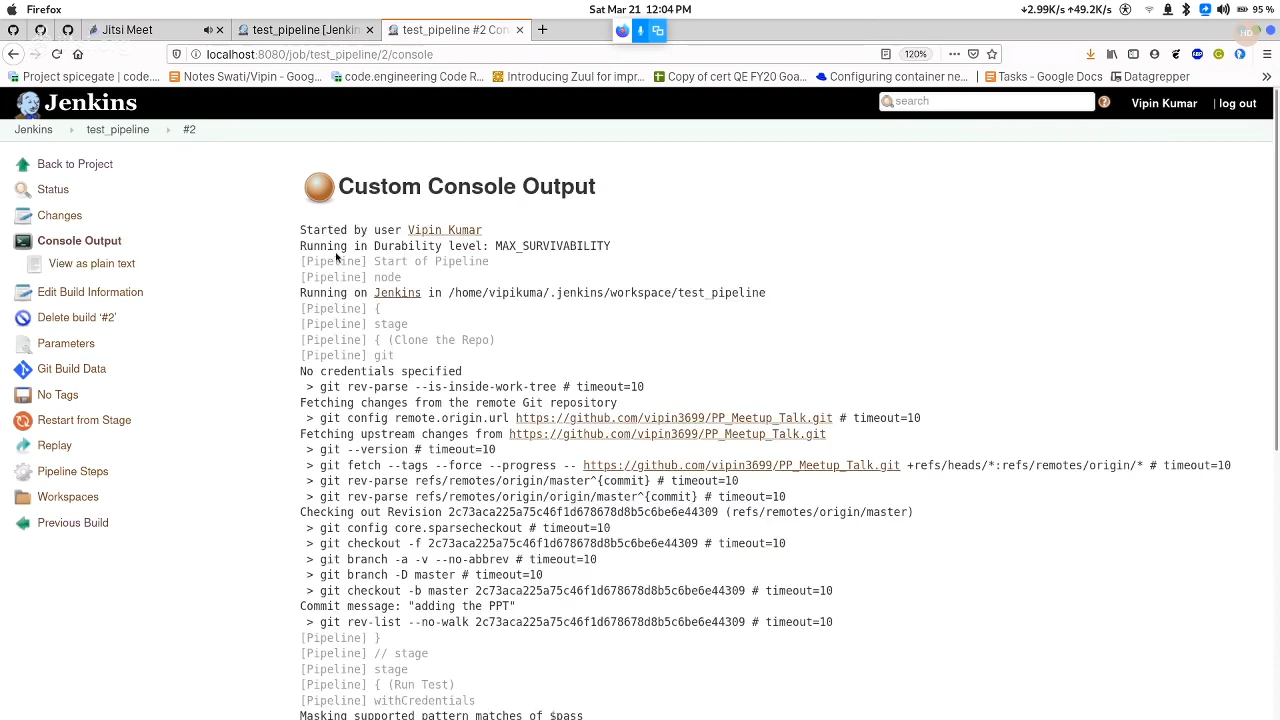 Firefox
Sat Mar 21 12:04 PM
↓2.99K/s ↑49.2K/s
95 %
Jitsi Meet
test_pipeline [Jenkins
test_pipeline #2 Con
HD
localhost:8080/job/test_pipeline/2/console
120%
Project spicegate | code....
Notes Swati/Vipin - Goog...
code.engineering Code R...
Introducing Zuul for impr...
Copy of cert QE FY20 Goa...
Configuring container ne...
Tasks - Google Docs
Datagrepper
Jenkins
search
Vipin Kumar
| log out
Jenkins
test_pipeline
#2
Back to Project
Status
Changes
Console Output
View as plain text
Edit Build Information
Delete build ‘#2’
Parameters
Git Build Data
No Tags
Restart from Stage
Replay
Pipeline Steps
Workspaces
Previous Build
Custom Console Output
Started by user Vipin Kumar
Running in Durability level: MAX_SURVIVABILITY
[Pipeline] Start of Pipeline
[Pipeline] node
Running on Jenkins in /home/vipikuma/.jenkins/workspace/test_pipeline
[Pipeline] {
[Pipeline] stage
[Pipeline] { (Clone the Repo)
[Pipeline] git
No credentials specified
> git rev-parse --is-inside-work-tree # timeout=10
Fetching changes from the remote Git repository
> git config remote.origin.url https://github.com/vipin3699/PP_Meetup_Talk.git # timeout=10
Fetching upstream changes from https://github.com/vipin3699/PP_Meetup_Talk.git
> git --version # timeout=10
> git fetch --tags --force --progress -- https://github.com/vipin3699/PP_Meetup_Talk.git +refs/heads/*:refs/remotes/origin/* # timeout=10
> git rev-parse refs/remotes/origin/master^{commit} # timeout=10
> git rev-parse refs/remotes/origin/origin/master^{commit} # timeout=10
Checking out Revision 2c73aca225a75c46f1d678678d8b5c6be6e44309 (refs/remotes/origin/master)
> git config core.sparsecheckout # timeout=10
> git checkout -f 2c73aca225a75c46f1d678678d8b5c6be6e44309 # timeout=10
> git branch -a -v --no-abbrev # timeout=10
> git branch -D master # timeout=10
> git checkout -b master 2c73aca225a75c46f1d678678d8b5c6be6e44309 # timeout=10
Commit message: "adding the PPT"
> git rev-list --no-walk 2c73aca225a75c46f1d678678d8b5c6be6e44309 # timeout=10
[Pipeline] }
[Pipeline] // stage
[Pipeline] stage
[Pipeline] { (Run Test)
[Pipeline] withCredentials
Masking supported pattern matches of $pass